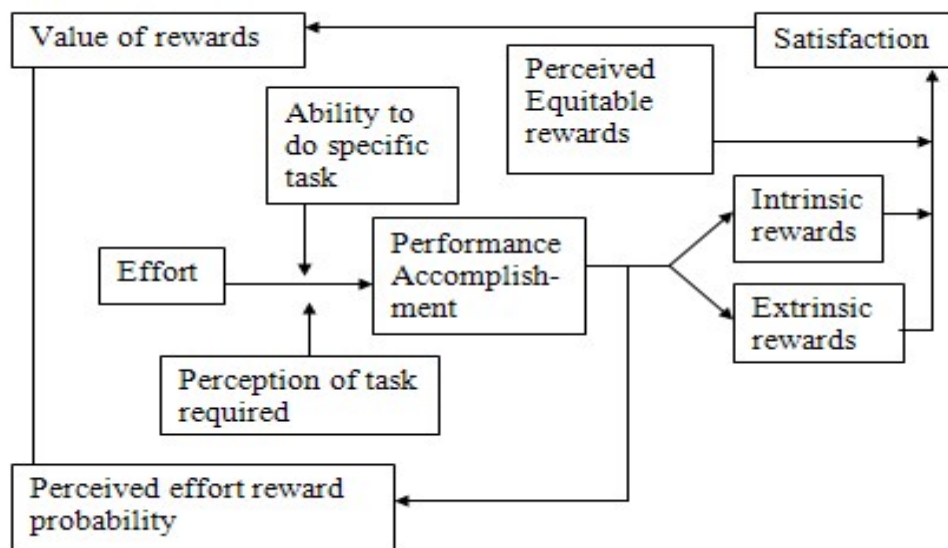 Value of rewards
Satisfaction
Perceived
Equitable
rewards
Ability to
do specific
task
Intrinsic
rewards
Performance
Accomplish-
ment
Effort
Extrinsic
rewards
Perception of task
required
Perceived effort reward
probability